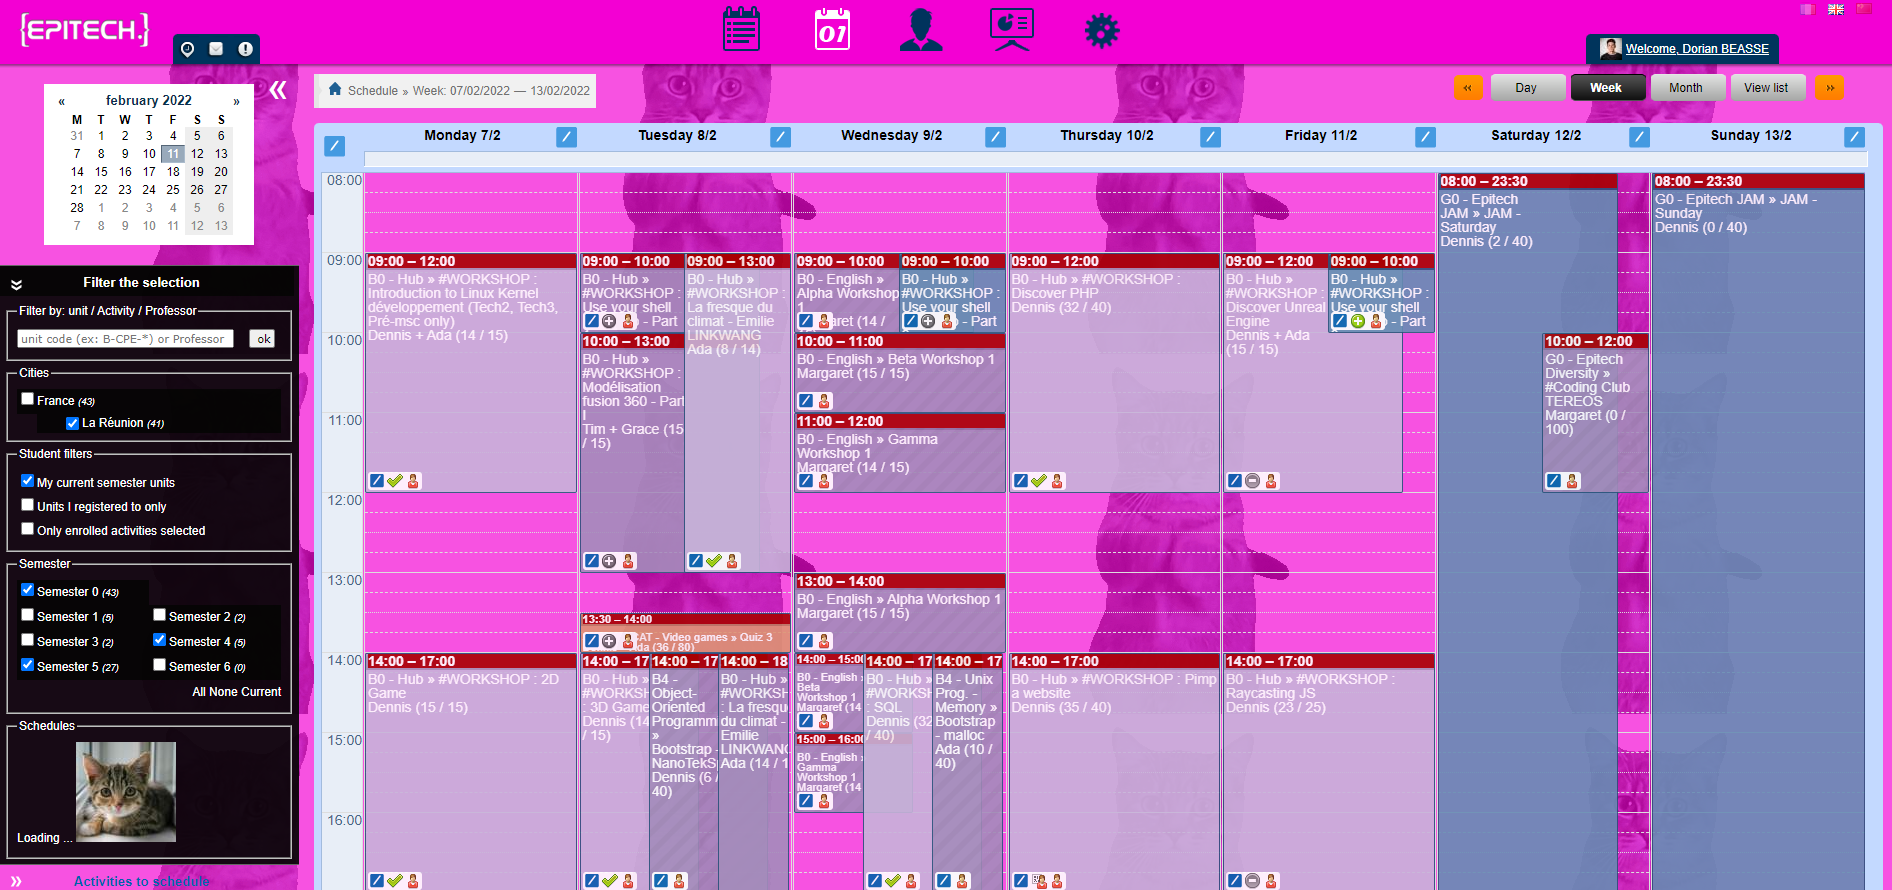 {EPITECH.}
01
Welcome, Dorian BEASSE
« february 2022 »
M T W T F S S
31 1 2 3 4 5 6
7 8 9 10 11 12 13
14 15 16 17 18 19 20
21 22 23 24 25 26 27
28 1 2 3 4 5 6
7 8 9 10 11 12 13
Filter the selection
Filter by: unit / Activity / Professor
unit code (ex: B-CPE-*) or Professor
ok
Cities
France (43)
La Réunion (41)
Student filters
My current semester units
Units I registered to only
Only enrolled activities selected
Semester
Semester 0 (43)
Semester 1 (5) Semester 2 (2)
Semester 3 (2) Semester 4 (5)
Semester 5 (27) Semester 6 (0)
All None Current
Schedules
Loading ...
Activities to schedule
Schedule » Week: 07/02/2022 — 13/02/2022
« Day Week Month View list »
Monday 7/2 Tuesday 8/2 Wednesday 9/2 Thursday 10/2 Friday 11/2 Saturday 12/2 Sunday 13/2
08:00
09:00
10:00
11:00
12:00
13:00
14:00
15:00
16:00
09:00 – 12:00
B0 - Hub » #WORKSHOP :
Introduction to Linux Kernel
développement (Tech2, Tech3,
Pré-msc only)
Dennis + Ada (14 / 15)
14:00 – 17:00
B0 - Hub » #WORKSHOP : 2D
Game
Dennis (15 / 15)
09:00 – 10:00
B0 - Hub »
#WORKSHOP :
Use your shell
- Part
10:00 – 13:00
B0 - Hub »
#WORKSHOP :
Modélisation
fusion 360 - Part
I
Tim + Grace (15
/ 15)
09:00 – 13:00
B0 - Hub »
#WORKSHOP :
La fresque du
climat - Emilie
LINKWANG
Ada (8 / 14)
13:30 – 14:00
CAT - Video games » Quiz 3
Ada (36 / 80)
14:00 – 17
B0 - Hub »
#WORKSH
: 3D Game
Dennis (14
/ 15)
14:00 – 17
B4 -
Object-
Oriented
Programm
»
Bootstrap -
NanoTekS
Dennis (6 /
40)
14:00 – 18
B0 - Hub »
#WORKSH
: La fresqu
du climat -
Emilie
LINKWANG
Ada (14 / 1
09:00 – 10:00
B0 - English »
Alpha Workshop
1
Margaret (14 /
09:00 – 10:00
B0 - Hub »
#WORKSHOP :
Use your shell
- Part
10:00 – 11:00
B0 - English » Beta Workshop 1
Margaret (15 / 15)
11:00 – 12:00
B0 - English » Gamma
Workshop 1
Margaret (14 / 15)
13:00 – 14:00
B0 - English » Alpha Workshop 1
Margaret (15 / 15)
14:00 – 15:00
B0 - English »
Beta
Workshop 1
Margaret (14
15:00 – 16:00
B0 - English »
Gamma
Workshop 1
Margaret (14
14:00 – 17
B0 - Hub »
#WORKSH
: SQL
Dennis (32
/ 40)
14:00 – 17
B4 - Unix
Prog. -
Memory »
Bootstrap
- malloc
Ada (10 /
40)
09:00 – 12:00
B0 - Hub » #WORKSHOP :
Discover PHP
Dennis (32 / 40)
14:00 – 17:00
B0 - Hub » #WORKSHOP : Pimp
a website
Dennis (35 / 40)
09:00 – 12:00
B0 - Hub »
#WORKSHOP :
Discover Unreal
Engine
Dennis + Ada
(15 / 15)
09:00 – 10:00
B0 - Hub »
#WORKSHOP :
Use your shell
- Part
14:00 – 17:00
B0 - Hub » #WORKSHOP :
Raycasting JS
Dennis (23 / 25)
08:00 – 23:30
G0 - Epitech
JAM » JAM -
Saturday
Dennis (2 / 40)
10:00 – 12:00
G0 - Epitech
Diversity »
#Coding Club
TEREOS
Margaret (0 /
100)
08:00 – 23:30
G0 - Epitech JAM » JAM -
Sunday
Dennis (0 / 40)